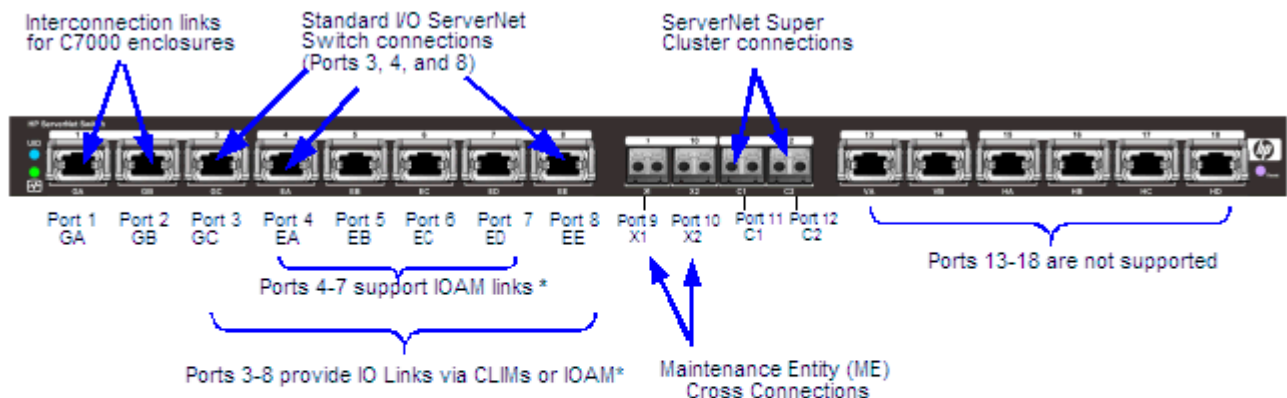 Interconnection links
for C7000 enclosures
Standard I/O ServerNet
Switch connections
(Ports 3, 4, and 8)
ServerNet Super
Cluster connections
HP ServerNet Switch
UID
1
3
4
5
6
7
8
1
10
2
13
14
15
16
17
18
hp
GA
GB
GC
EA
EB
EC
ED
EE
X1
X2
C1
C2
VA
VB
HA
HB
HC
HD
Port 1 Port 2 Port 3 Port 4 Port 5 Port 6 Port 7 Port 8 Port 9 Port 10 Port 11 Port 12
GA GB GC EA EB EC ED EE X1 X2 C1 C2
Ports 4-7 support IOAM links *
Ports 13-18 are not supported
Ports 3-8 provide IO Links via CLIMs or IOAM*
Maintenance Entity (ME)
Cross Connections